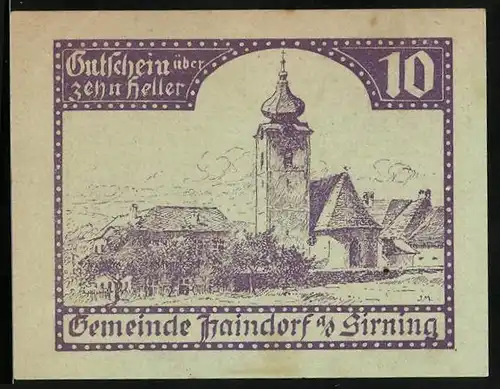 Gutschein über
zehn Heller
10
J.M.
Gemeinde Haindorf a/d Sirning